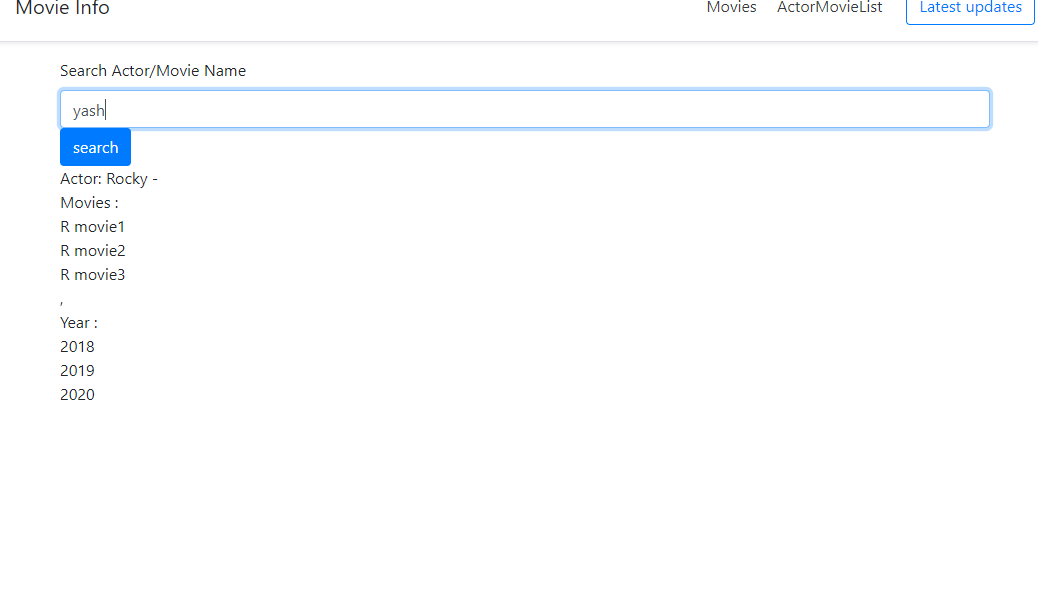 Movie Info
Movies ActorMovieList Latest updates
Search Actor/Movie Name
yash
search
Actor: Rocky -
Movies :
R movie1
R movie2
R movie3
,
Year :
2018
2019
2020